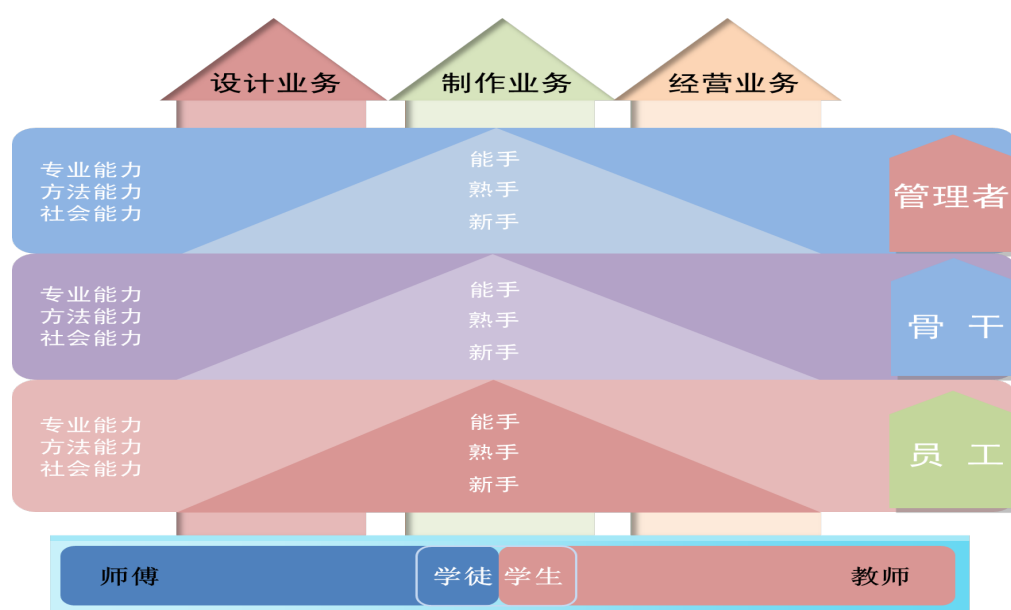 设计业务
制作业务
经营业务
专业能力
方法能力
社会能力
能手
熟手
新手
管理者
专业能力
方法能力
社会能力
能手
熟手
新手
骨 干
专业能力
方法能力
社会能力
能手
熟手
新手
员 工
师傅
学徒
学生
教师